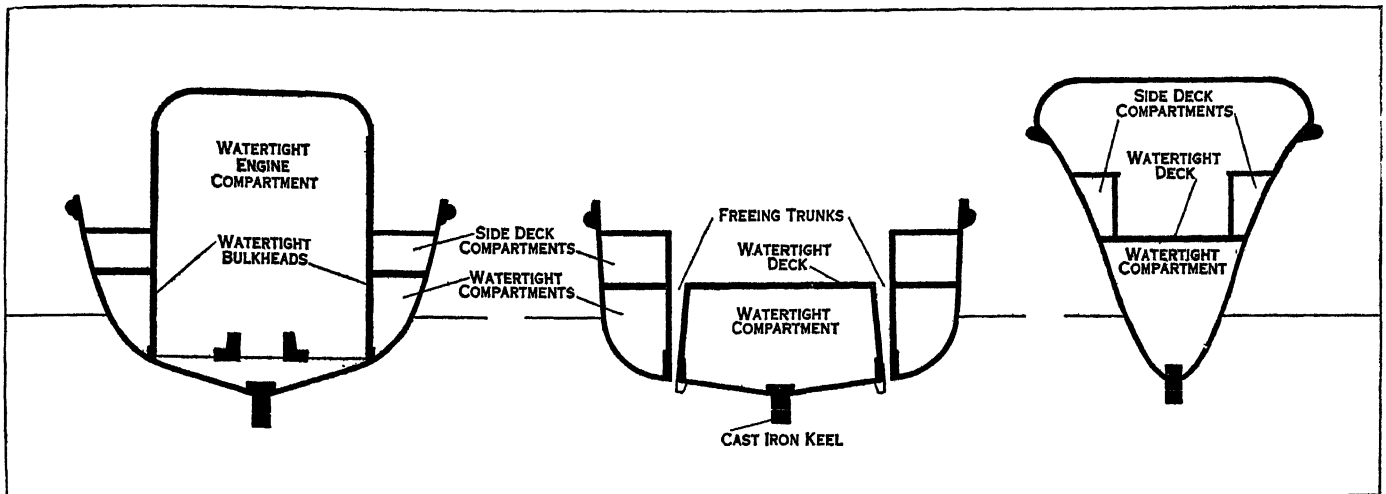 WATERTIGHT
ENGINE
COMPARTMENT
WATERTIGHT
BULKHEADS
SIDE DECK
COMPARTMENTS
WATERTIGHT
COMPARTMENTS
FREEING TRUNKS
WATERTIGHT
DECK
WATERTIGHT
COMPARTMENT
CAST IRON KEEL
SIDE DECK
COMPARTMENTS
WATERTIGHT
DECK
WATERTIGHT
COMPARTMENT